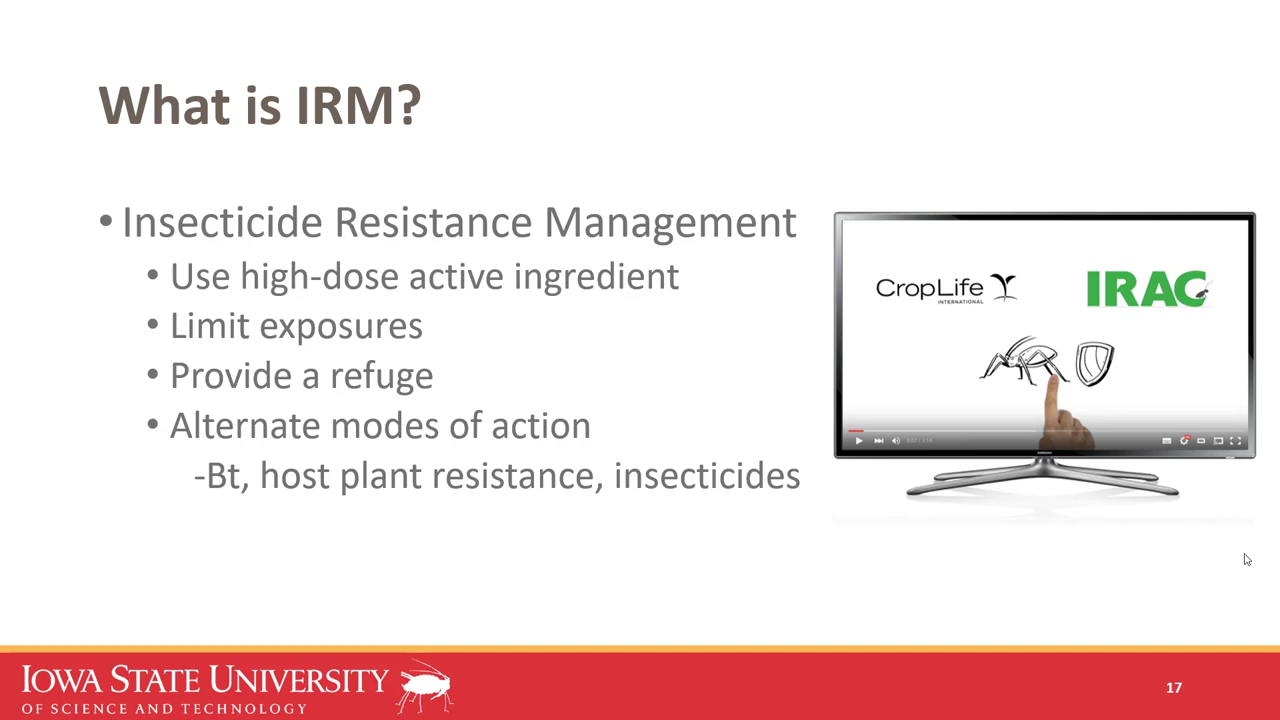 What is IRM?
• Insecticide Resistance Management
• Use high-dose active ingredient
• Limit exposures
• Provide a refuge
• Alternate modes of action
-Bt, host plant resistance, insecticides
CropLife
INTERNATIONAL
IRAC
IOWA STATE UNIVERSITY
OF SCIENCE AND TECHNOLOGY
17